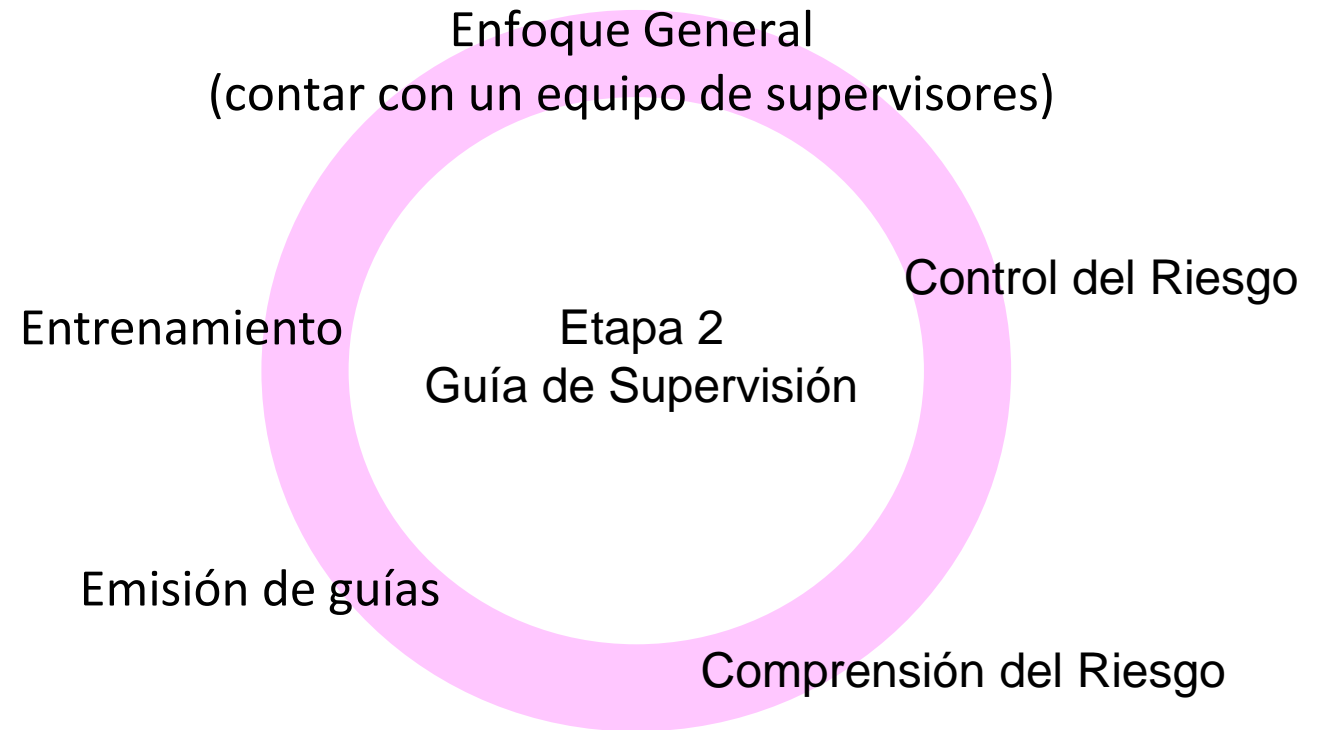 Enfoque General
(contar con un equipo de supervisores)
Control del Riesgo
Entrenamiento
Etapa 2
Guía de Supervisión
Emisión de guías
Comprensión del Riesgo